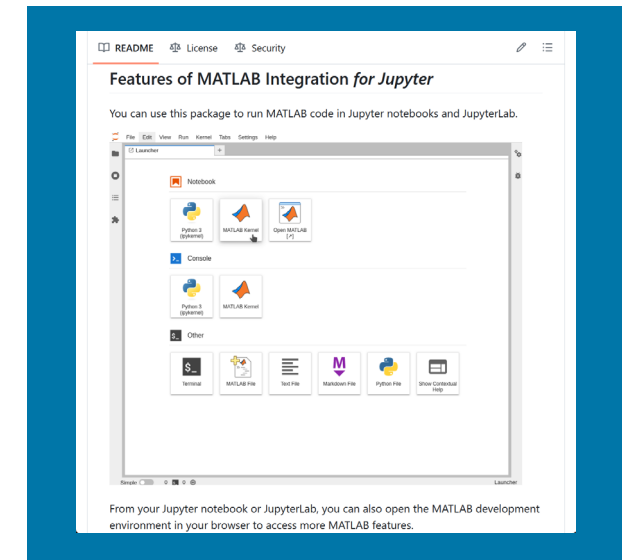 README License Security
Features of MATLAB Integration for Jupyter
You can use this package to run MATLAB code in Jupyter notebooks and JupyterLab.
File Edit View Run Kernel Tabs Settings Help
Launcher +
Notebook
Python 3 MATLAB Kernel Open MATLAB
(ipykernel) [↗]
Console
Python 3 MATLAB Kernel
(ipykernel)
$_ Other
$_ M
Terminal MATLAB File Text File Markdown File Python File Show Contextual
Help
Simple 0 $_ 0 Launcher
From your Jupyter notebook or JupyterLab, you can also open the MATLAB development
environment in your browser to access more MATLAB features.